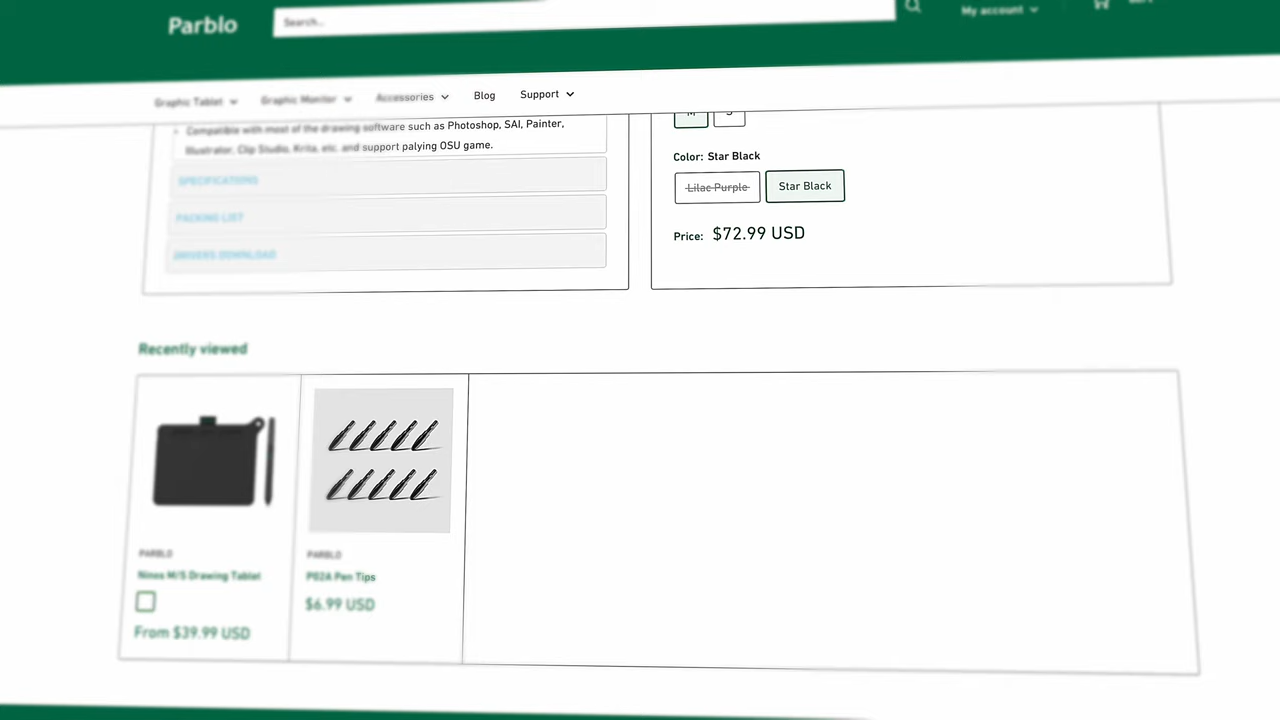 Parblo
Search...
My account
Graphic Tablet
Graphic Monitor
Accessories
Blog
Support
Compatible with most of the drawing software such as Photoshop, SAI, Painter,
Illustrator, Clip Studio, Krita, etc. and support palying OSU game.
SPECIFICATIONS
PACKING LIST
DRIVERS DOWNLOAD
Color: Star Black
Lilac Purple
Star Black
Price: $72.99 USD
Recently viewed
PARBLO
Ninos M/S Drawing Tablet
From $39.99 USD
PARBLO
P02A Pen Tips
$6.99 USD